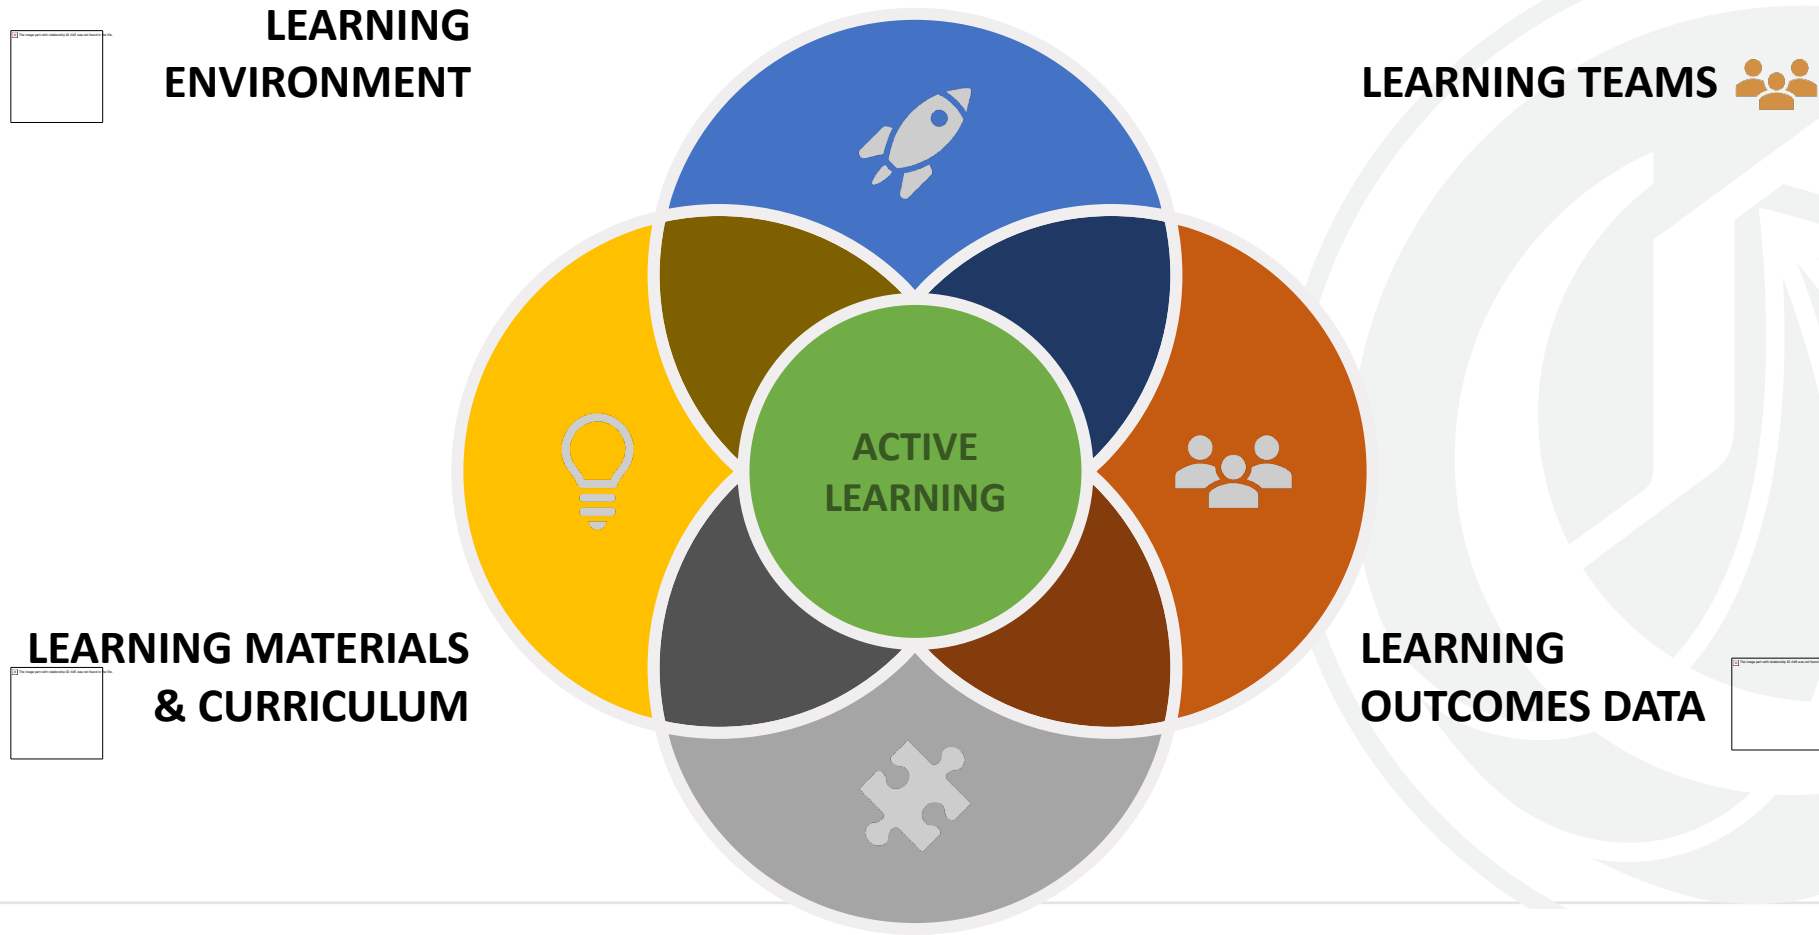 LEARNING
ENVIRONMENT
LEARNING TEAMS
ACTIVE
LEARNING
LEARNING MATERIALS
& CURRICULUM
LEARNING
OUTCOMES DATA